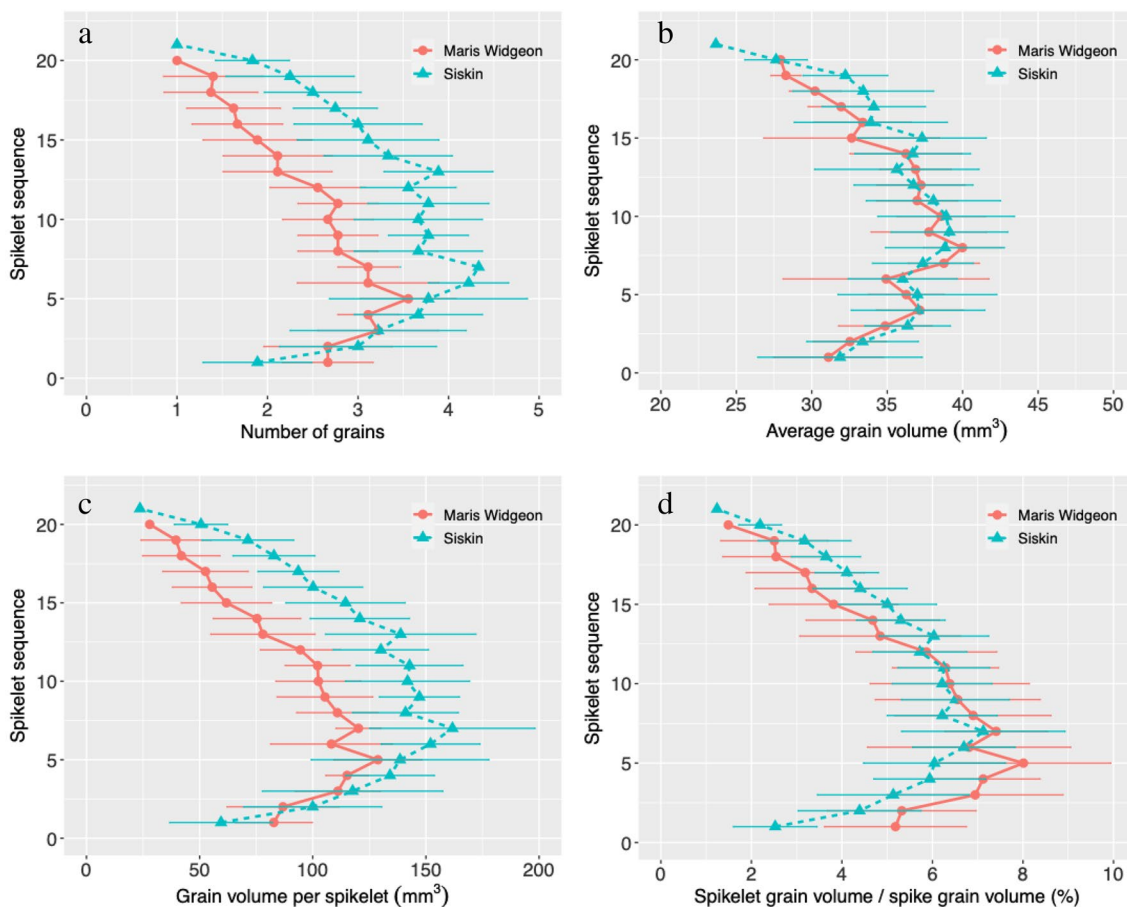 a
Maris Widgeon
Siskin
Spikelet sequence
20
15
10
5
0
0 1 2 3 4 5
Number of grains
b
Maris Widgeon
Siskin
Spikelet sequence
20
15
10
5
0
20 25 30 35 40 45 50
Average grain volume (mm³)
c
Maris Widgeon
Siskin
Spikelet sequence
20
15
10
5
0
0 50 100 150 200
Grain volume per spikelet (mm³)
d
Maris Widgeon
Siskin
Spikelet sequence
20
15
10
5
0
0 2 4 6 8 10
Spikelet grain volume / spike grain volume (%)